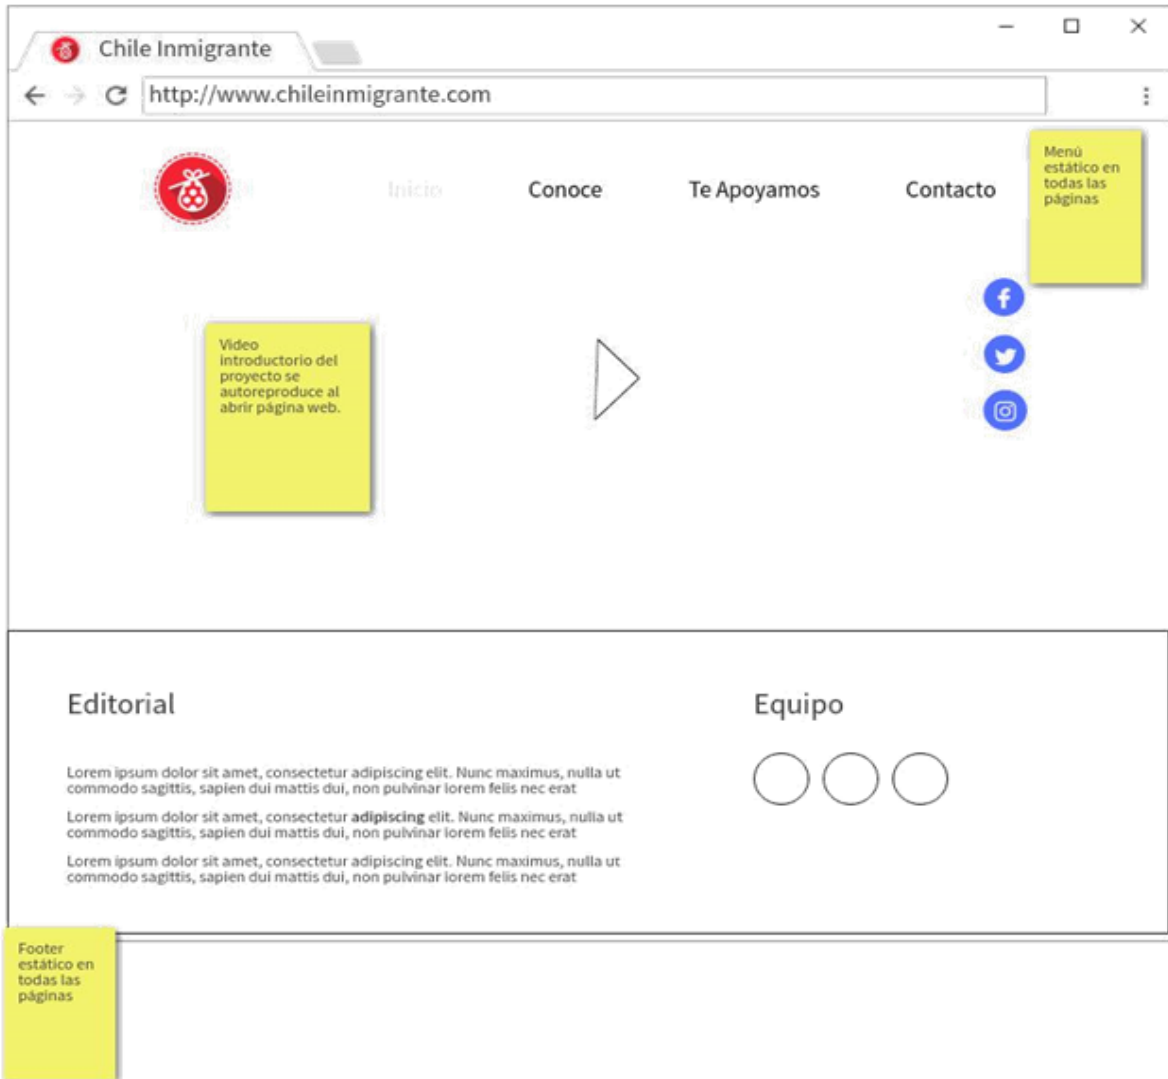 Chile Inmigrante
http://www.chileinmigrante.com
Inicio
Conoce
Te Apoyamos
Contacto
Menú
estático en
todas las
páginas
Video
introductorio del
proyecto se
autoreproduce al
abrir página web.
Editorial
Equipo
Lorem ipsum dolor sit amet, consectetur adipiscing elit. Nunc maximus, nulla ut
commodo sagittis, sapien dui mattis dui, non pulvinar lorem felis nec erat
Lorem ipsum dolor sit amet, consectetur adipiscing elit. Nunc maximus, nulla ut
commodo sagittis, sapien dui mattis dui, non pulvinar lorem felis nec erat
Lorem ipsum dolor sit amet, consectetur adipiscing elit. Nunc maximus, nulla ut
commodo sagittis, sapien dui mattis dui, non pulvinar lorem felis nec erat
Footer
estático en
todas las
páginas